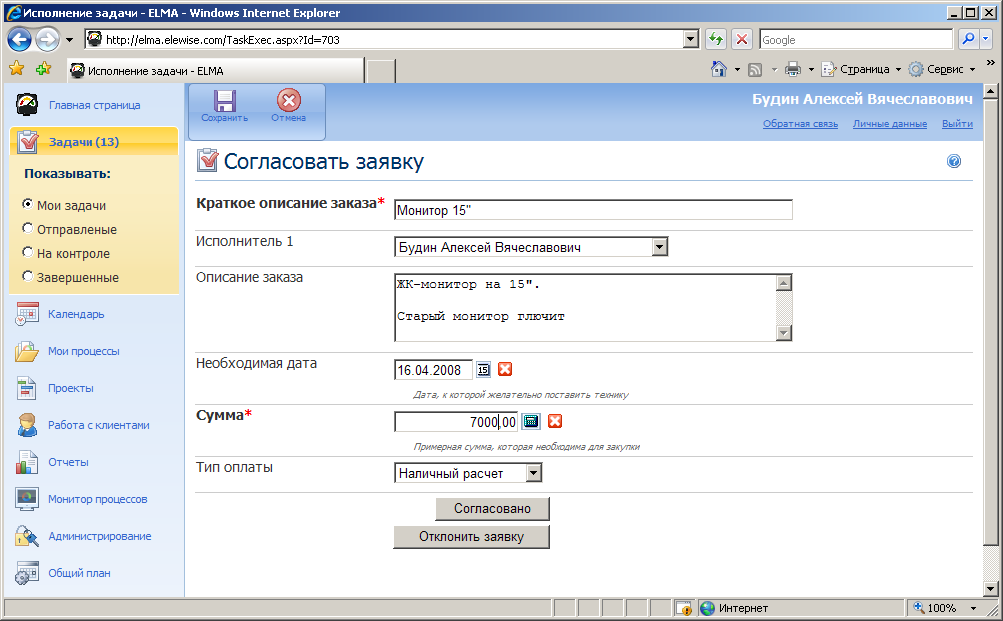 Исполнение задачи - ELMA - Windows Internet Explorer
http://elma.elewise.com/TaskExec.aspx?Id=703
Google
Исполнение задачи - ELMA
Страница
Сервис
»
Главная страница
Сохранить
Отмена
Будин Алексей Вячеславович
Обратная связь
Личные данные
Выйти
Задачи (13)
Показывать:
Мои задачи
Отправленые
На контроле
Завершенные
Календарь
Мои процессы
Проекты
Работа с клиентами
Отчеты
Монитор процессов
Администрирование
Общий план
Согласовать заявку
?
Краткое описание заказа*
Монитор 15"
Исполнитель 1
Будин Алексей Вячеславович
Описание заказа
ЖК-монитор на 15".
Старый монитор глючит
Необходимая дата
16.04.2008
15
Дата, к которой желательно поставить технику
Сумма*
7000,00
Примерная сумма, которая необходима для закупки
Тип оплаты
Наличный расчет
Согласовано
Отклонить заявку
Интернет
100%